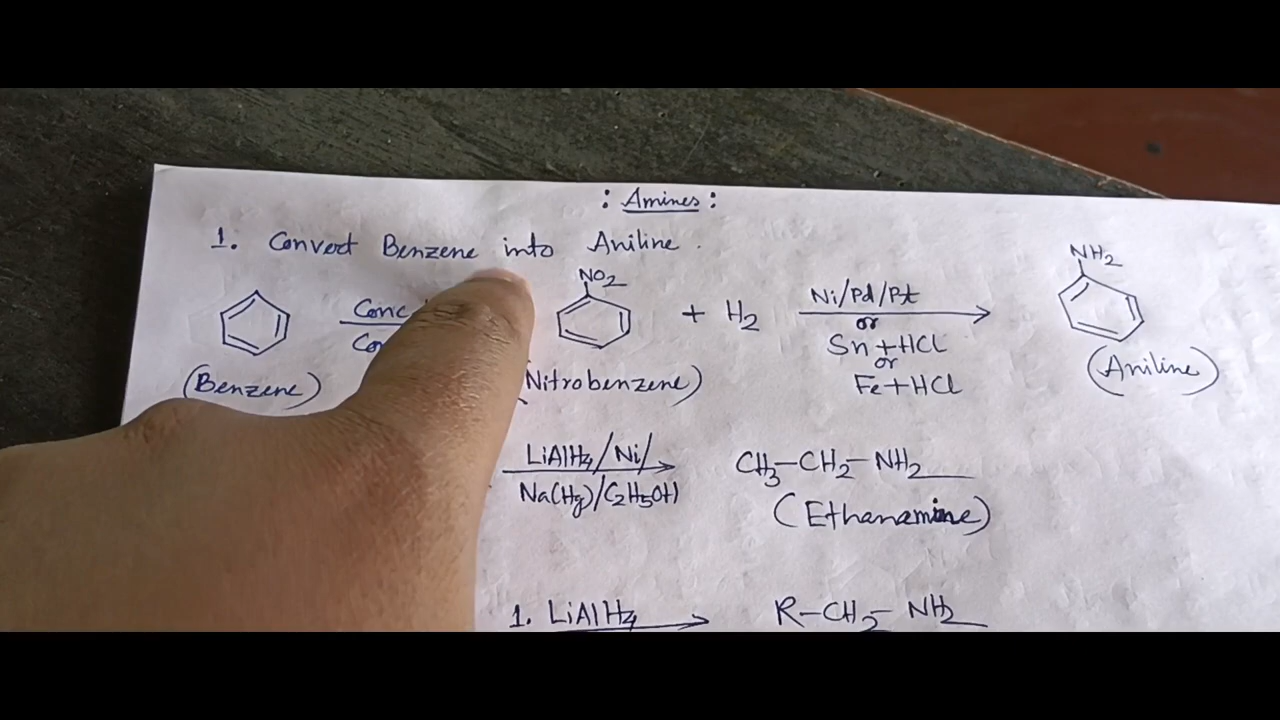 : Amines :
1. Convert Benzene into Aniline.
NO2
NH2
Conc
+ H2
Ni/Pd/Pt
or
Sn+HCl
or
Fe+HCl
(Benzene)
Nitrobenzene)
(Aniline)
LiAlH4/Ni/
Na(Hg)/C2H5OH
CH3-CH2-NH2
(Ethanamine)
1. LiAlH4
R-CH2-NH2